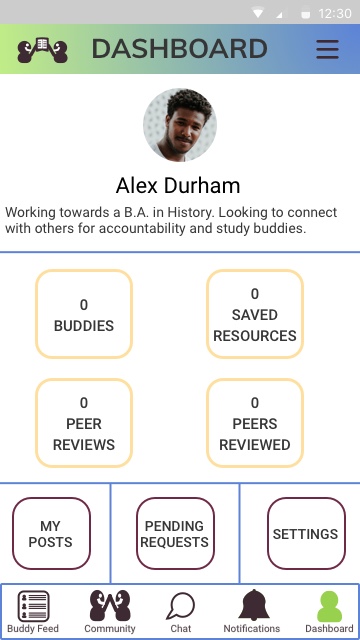 12:30
DASHBOARD
Alex Durham
Working towards a B.A. in History. Looking to connect
with others for accountability and study buddies.
0
BUDDIES
0
SAVED
RESOURCES
0
PEER
REVIEWS
0
PEERS
REVIEWED
MY
POSTS
PENDING
REQUESTS
SETTINGS
Buddy Feed
Community
Chat
Notifications
Dashboard